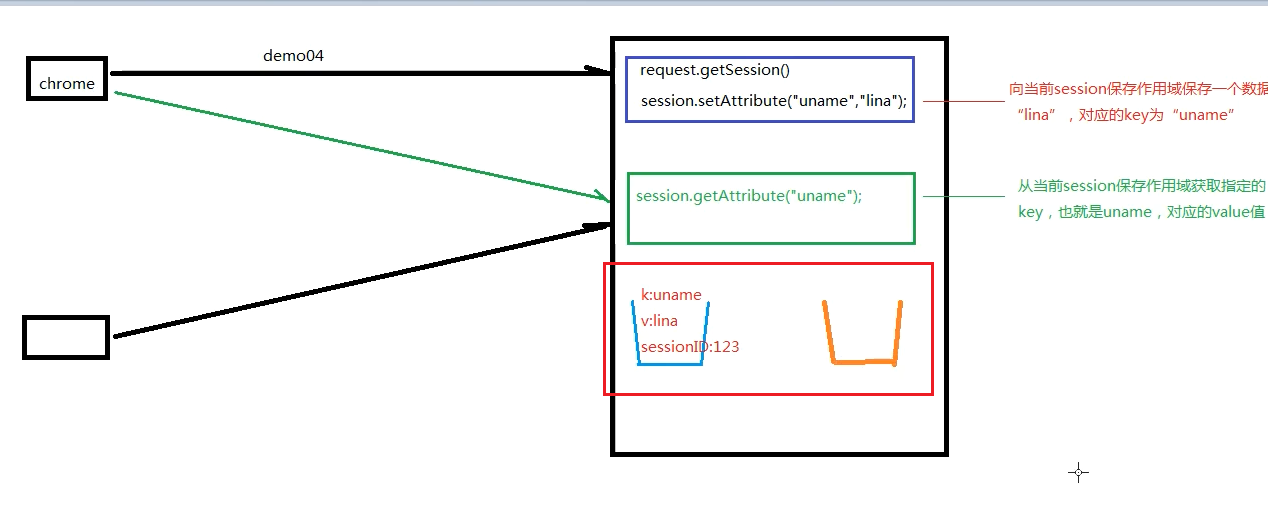 demo04
chrome
request.getSession()
session.setAttribute("uname","lina");
向当前session保存作用域保存一个数据
“lina”，对应的key为“uname”
session.getAttribute("uname");
从当前session保存作用域获取指定的
key，也就是uname，对应的value值
k:uname
v:lina
sessionID:123